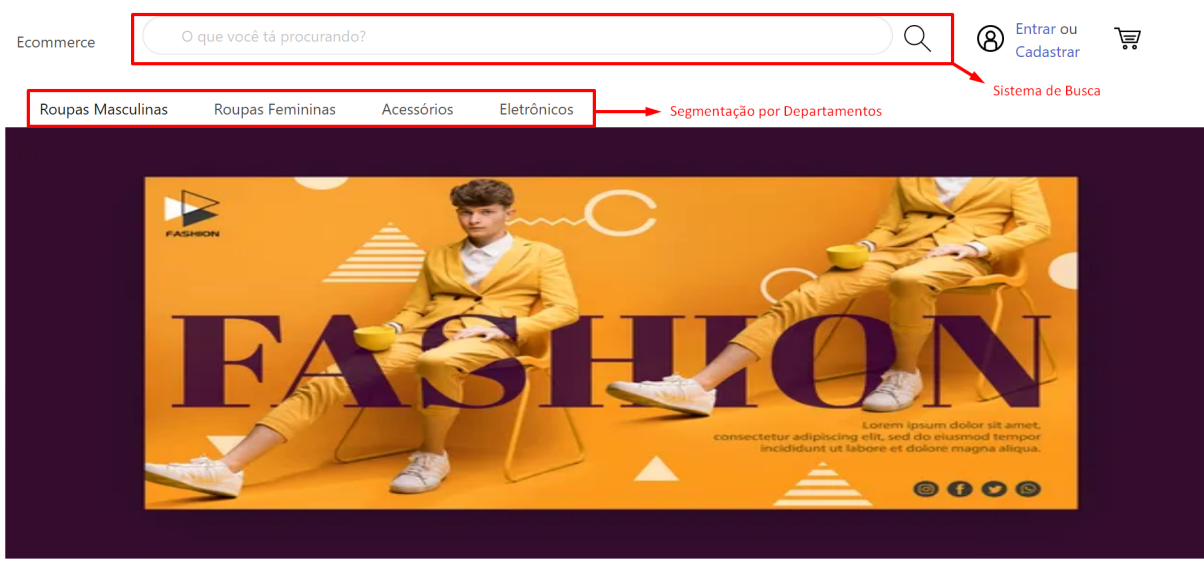 Ecommerce
O que você tá procurando?
Entrar ou
Cadastrar
Sistema de Busca
Roupas Masculinas
Roupas Femininas
Acessórios
Eletrônicos
Segmentação por Departamentos
FASHION
FASHION
Lorem ipsum dolor sit amet,
consectetur adipiscing elit, sed do eiusmod tempor
incididunt ut labore et dolore magna aliqua.